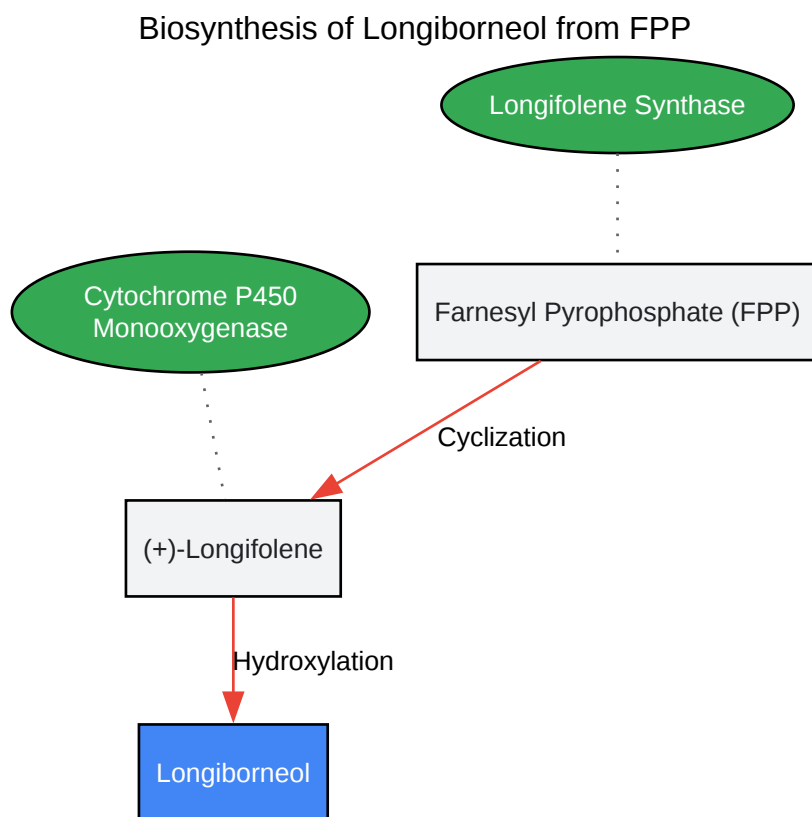 Biosynthesis of Longiborneol from FPP
Longifolene Synthase
Cytochrome P450
Monooxygenase
Farnesyl Pyrophosphate (FPP)
Cyclization
(+)-Longifolene
Hydroxylation
Longiborneol